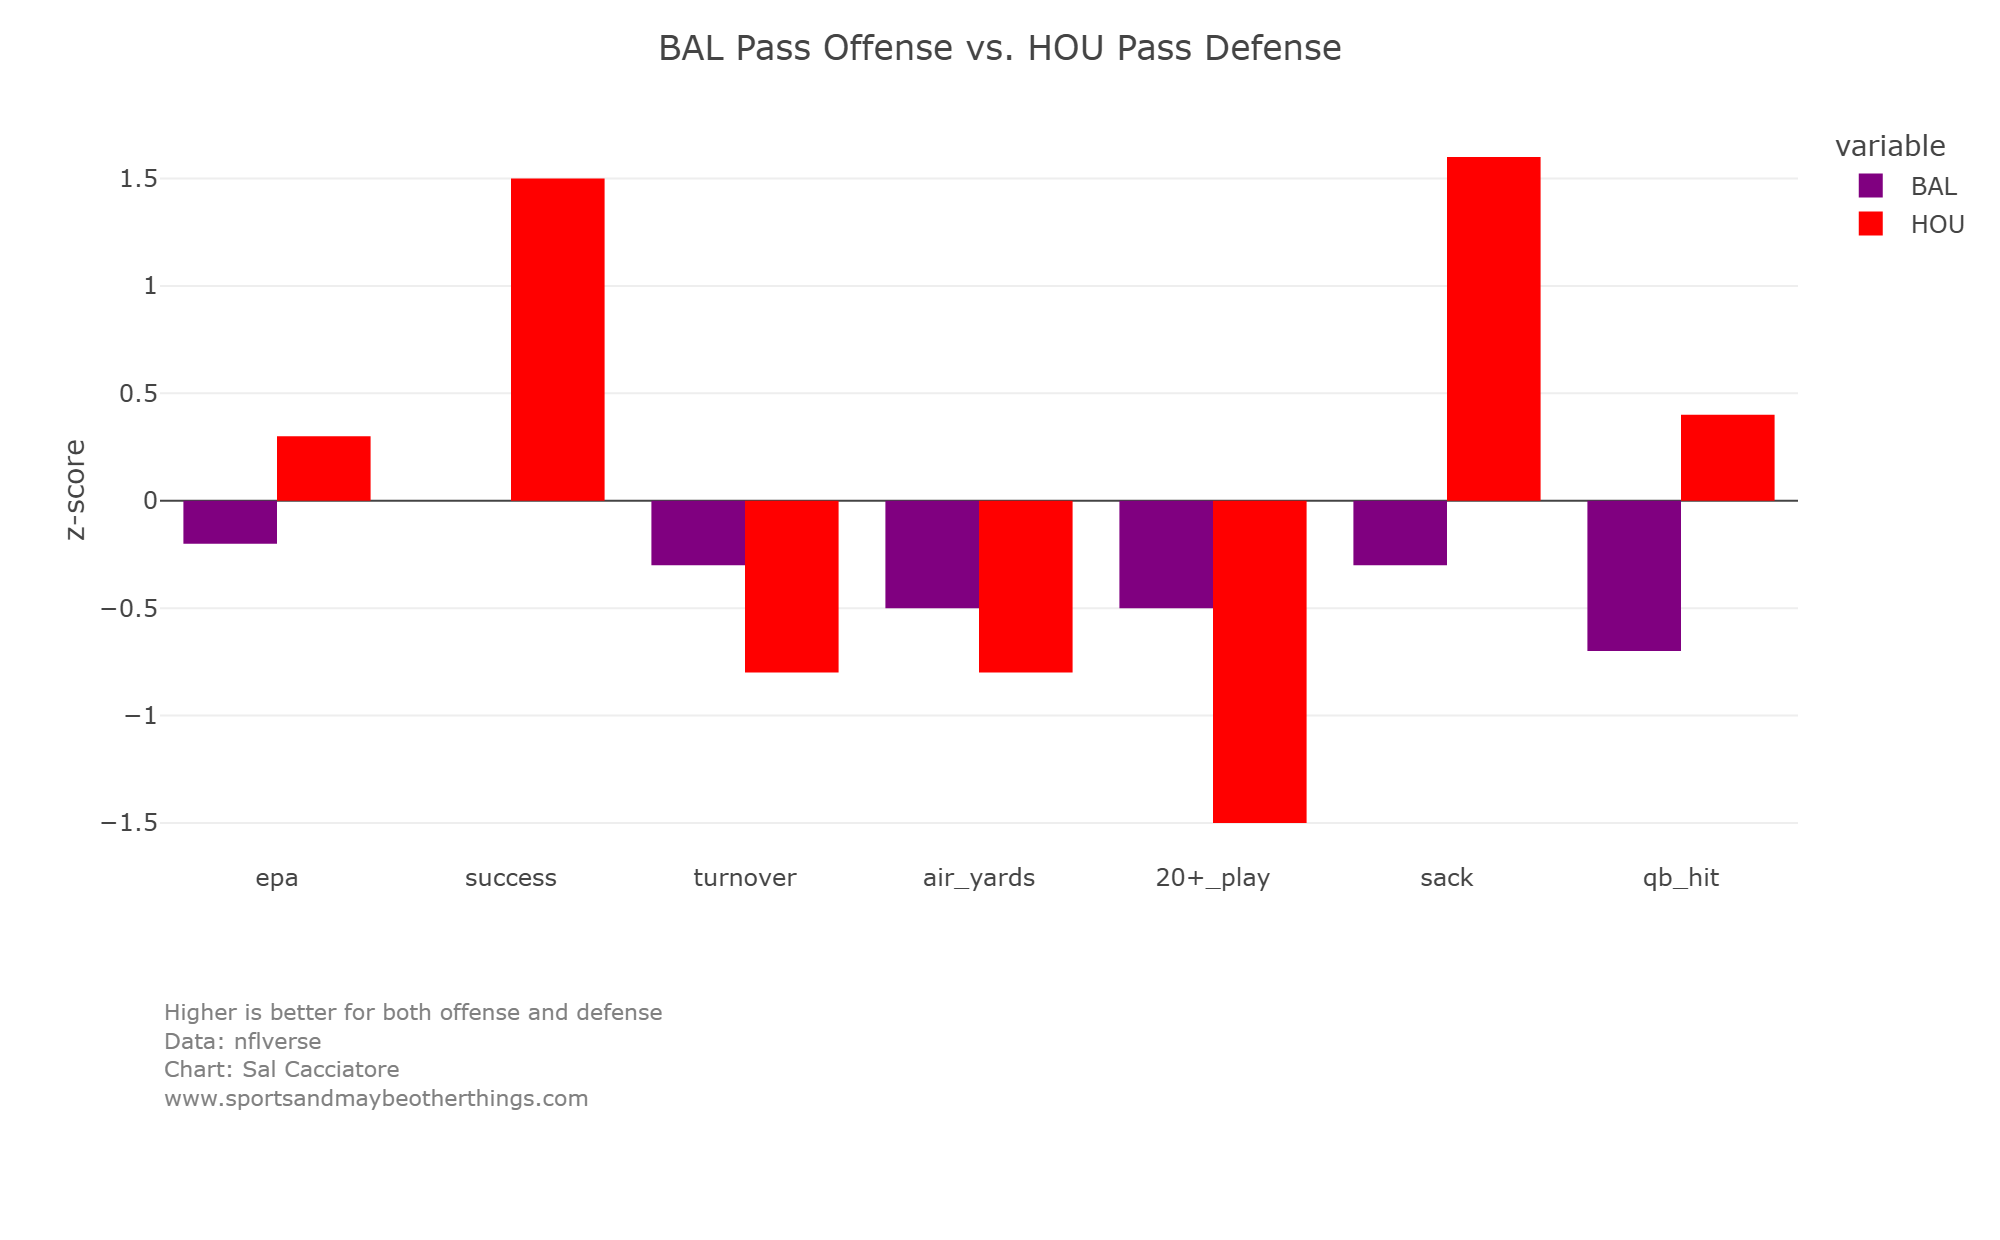 BAL Pass Offense vs. HOU Pass Defense
variable
BAL
HOU
z-score
1.5
1
0.5
0
−0.5
−1
−1.5
epa success turnover air_yards 20+_play sack qb_hit
Higher is better for both offense and defense
Data: nflverse
Chart: Sal Cacciatore
www.sportsandmaybeotherthings.com